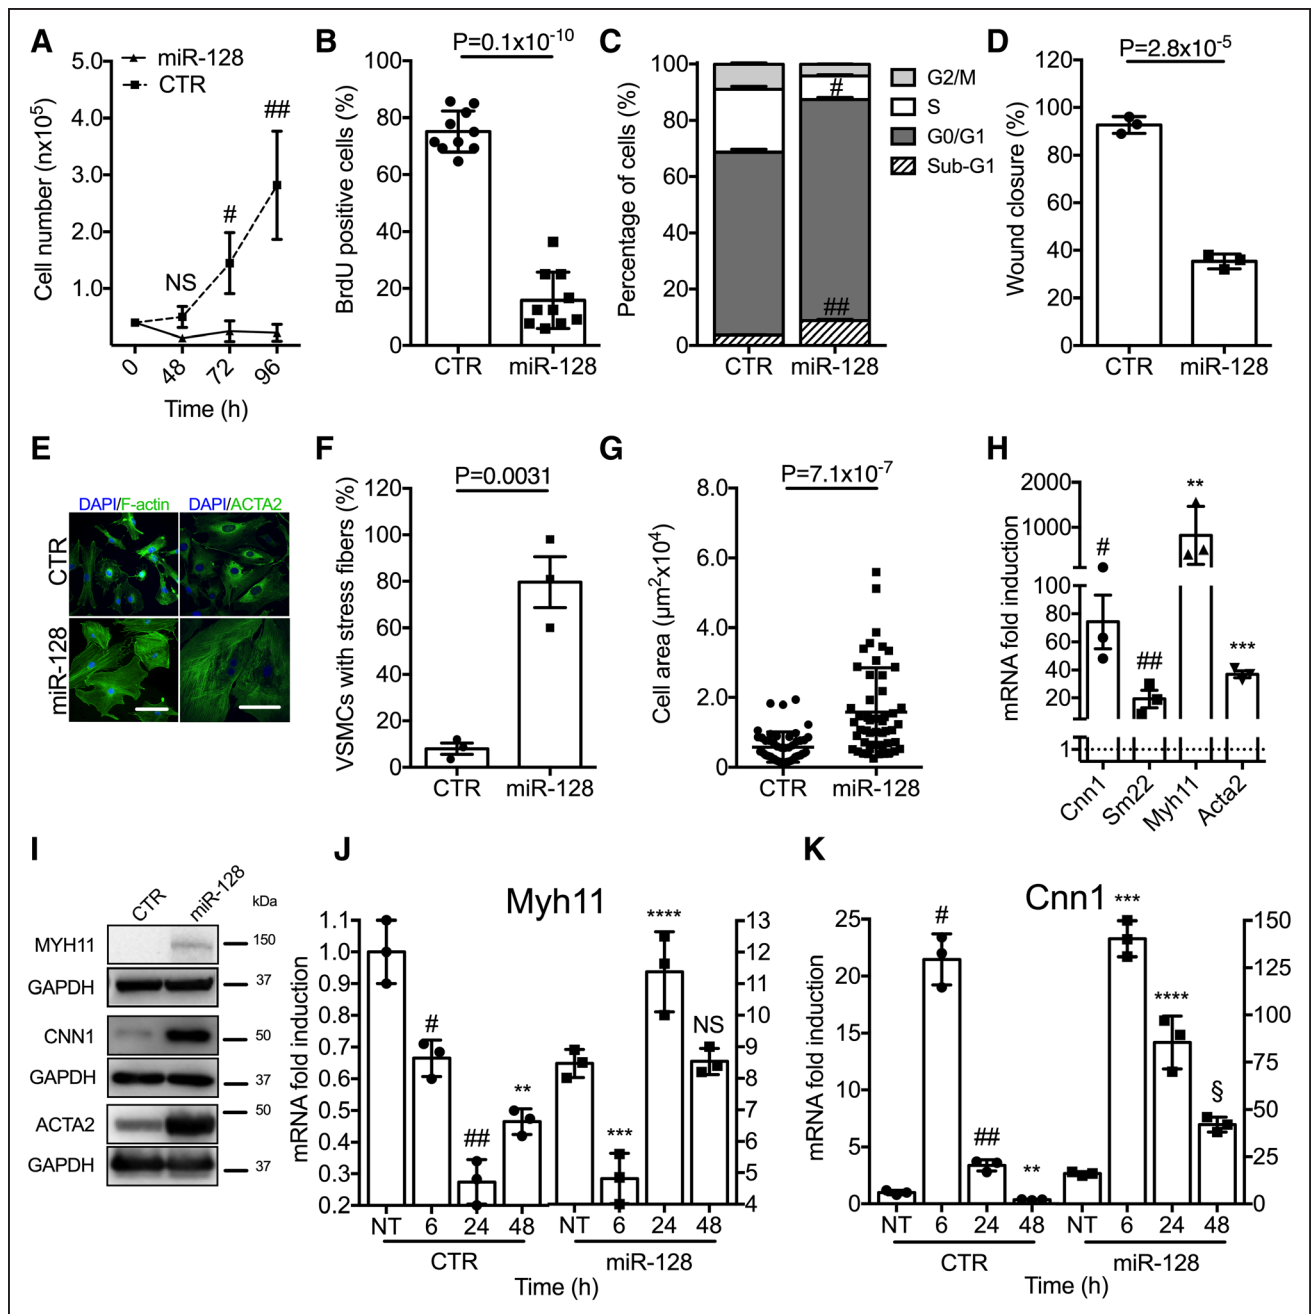 A
miR-128
CTR
Cell number (nx10⁵)
5.0
4.0
3.0
2.0
1.0
NS
#
##
0 48 72 96
Time (h)
B
P=0.1x10⁻¹⁰
BrdU positive cells (%)
100
80
60
40
20
0
CTR miR-128
C
Percentage of cells (%)
100
80
60
40
20
0
#
##
CTR miR-128
G2/M
S
G0/G1
Sub-G1
D
P=2.8x10⁻⁵
Wound closure (%)
120
100
80
60
40
20
0
CTR miR-128
E
DAPI/F-actin DAPI/ACTA2
CTR
miR-128
F
P=0.0031
VSMCs with stress fibers (%)
120
100
80
60
40
20
0
CTR miR-128
G
P=7.1x10⁻⁷
Cell area (µm²x10⁴)
8.0
6.0
4.0
2.0
0
CTR miR-128
H
mRNA fold induction
2000
1000
100
80
60
40
20
1
#
##
**
***
Cnn1 Sm22 Myh11 Acta2
I
CTR miR-128 kDa
MYH11 150
GAPDH 37
CNN1 50
GAPDH 37
ACTA2 50
GAPDH 37
J
Myh11
mRNA fold induction
1.1
1.0
0.9
0.8
0.7
0.6
0.5
0.4
0.3
0.2
#
##
**
***
****
NS
13
12
11
10
9
8
7
6
5
4
NT 6 24 48 NT 6 24 48
CTR miR-128
Time (h)
K
Cnn1
mRNA fold induction
25
20
15
10
5
0
#
##
**
***
****
§
150
125
100
75
50
25
0
NT 6 24 48 NT 6 24 48
CTR miR-128
Time (h)